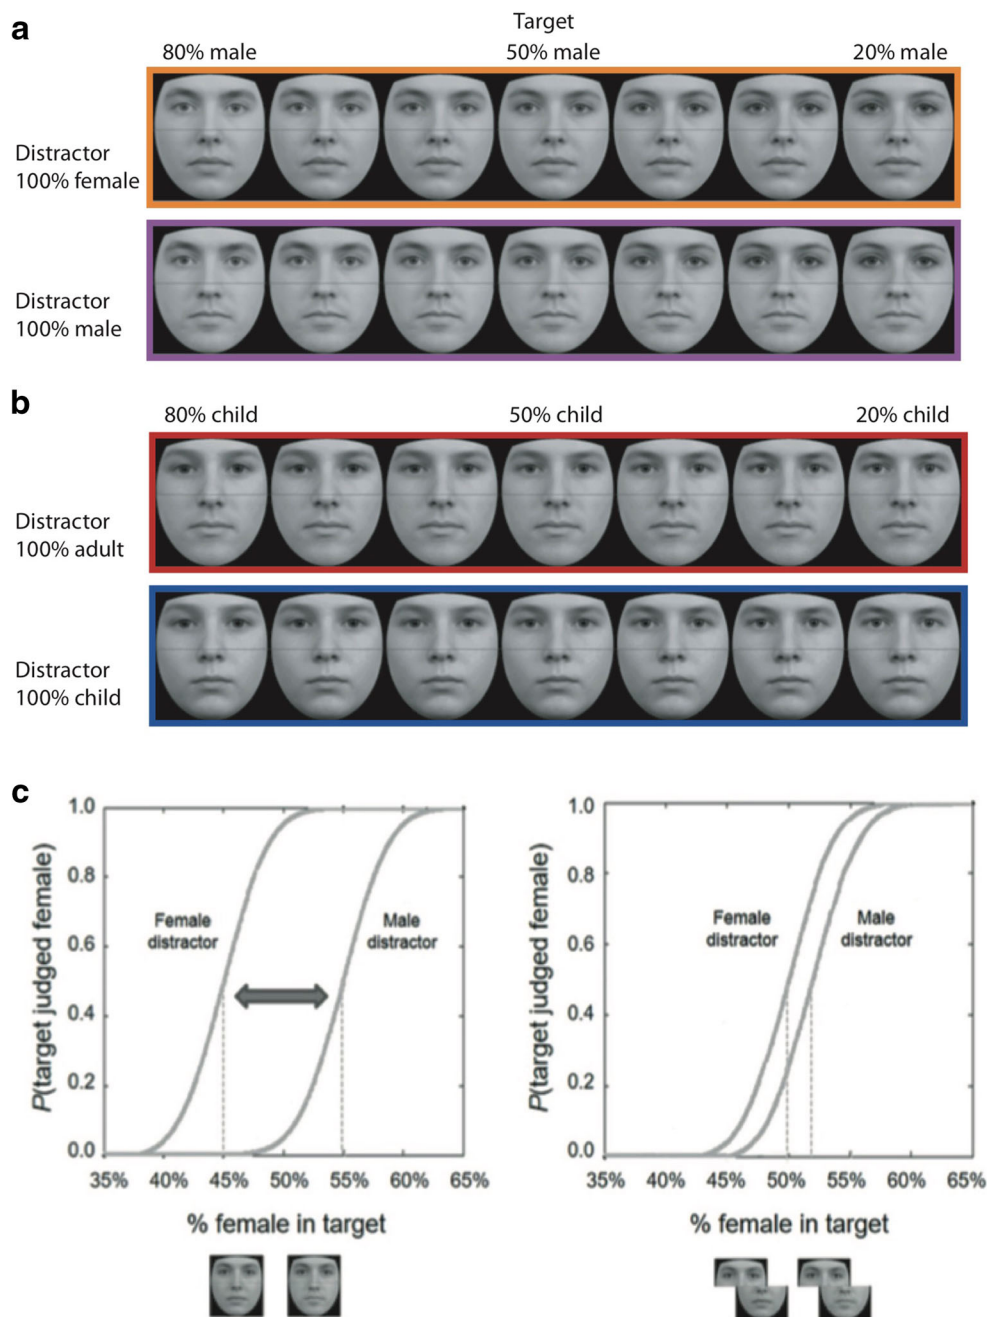 a
Target
80% male 50% male 20% male
Distractor
100% female
Distractor
100% male
b
80% child 50% child 20% child
Distractor
100% adult
Distractor
100% child
c
P(target judged female)
1.0
0.8
0.6
0.4
0.2
0.0
Female
distractor
Male
distractor
35% 40% 45% 50% 55% 60% 65%
% female in target
P(target judged female)
1.0
0.8
0.6
0.4
0.2
0.0
Female
distractor
Male
distractor
35% 40% 45% 50% 55% 60% 65%
% female in target